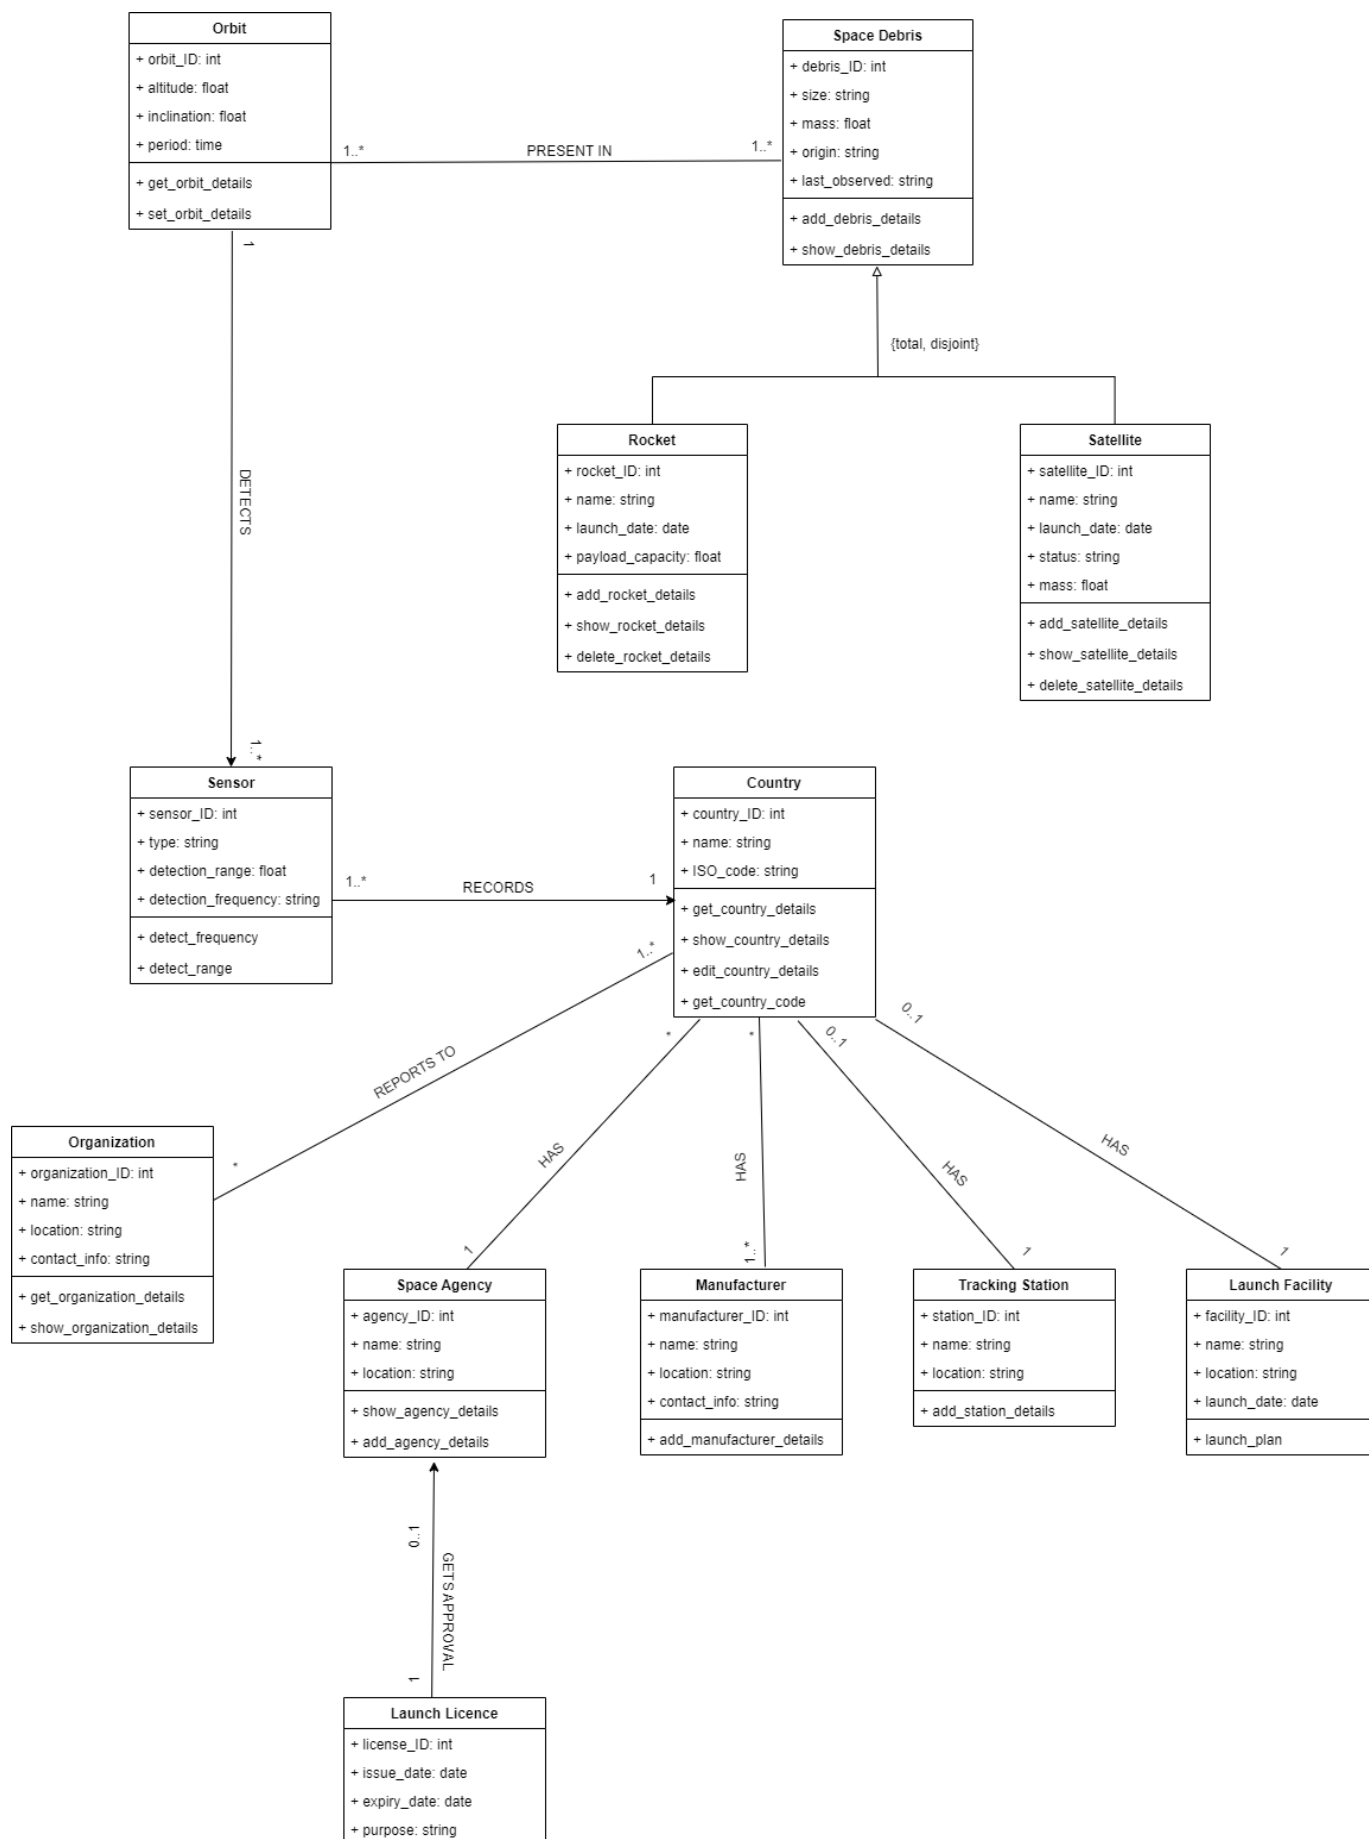 Orbit
+ orbit_ID: int
+ altitude: float
+ inclination: float
+ period: time
+ get_orbit_details
+ set_orbit_details
Space Debris
+ debris_ID: int
+ size: string
+ mass: float
+ origin: string
+ last_observed: string
+ add_debris_details
+ show_debris_details
1..*
PRESENT IN
1..*
1
DETECTS
1..*
{total, disjoint}
Rocket
+ rocket_ID: int
+ name: string
+ launch_date: date
+ payload_capacity: float
+ add_rocket_details
+ show_rocket_details
+ delete_rocket_details
Satellite
+ satellite_ID: int
+ name: string
+ launch_date: date
+ status: string
+ mass: float
+ add_satellite_details
+ show_satellite_details
+ delete_satellite_details
Sensor
+ sensor_ID: int
+ type: string
+ detection_range: float
+ detection_frequency: string
+ detect_frequency
+ detect_range
1..*
RECORDS
1
Country
+ country_ID: int
+ name: string
+ ISO_code: string
+ get_country_details
+ show_country_details
+ edit_country_details
+ get_country_code
1..*
REPORTS TO
*
*
HAS
1
*
HAS
1..*
0..1
HAS
1
0..1
HAS
1
Organization
+ organization_ID: int
+ name: string
+ location: string
+ contact_info: string
+ get_organization_details
+ show_organization_details
Space Agency
+ agency_ID: int
+ name: string
+ location: string
+ show_agency_details
+ add_agency_details
Manufacturer
+ manufacturer_ID: int
+ name: string
+ location: string
+ contact_info: string
+ add_manufacturer_details
Tracking Station
+ station_ID: int
+ name: string
+ location: string
+ add_station_details
Launch Facility
+ facility_ID: int
+ name: string
+ location: string
+ launch_date: date
+ launch_plan
1..0
GETS APPROVAL
1
Launch Licence
+ license_ID: int
+ issue_date: date
+ expiry_date: date
+ purpose: string